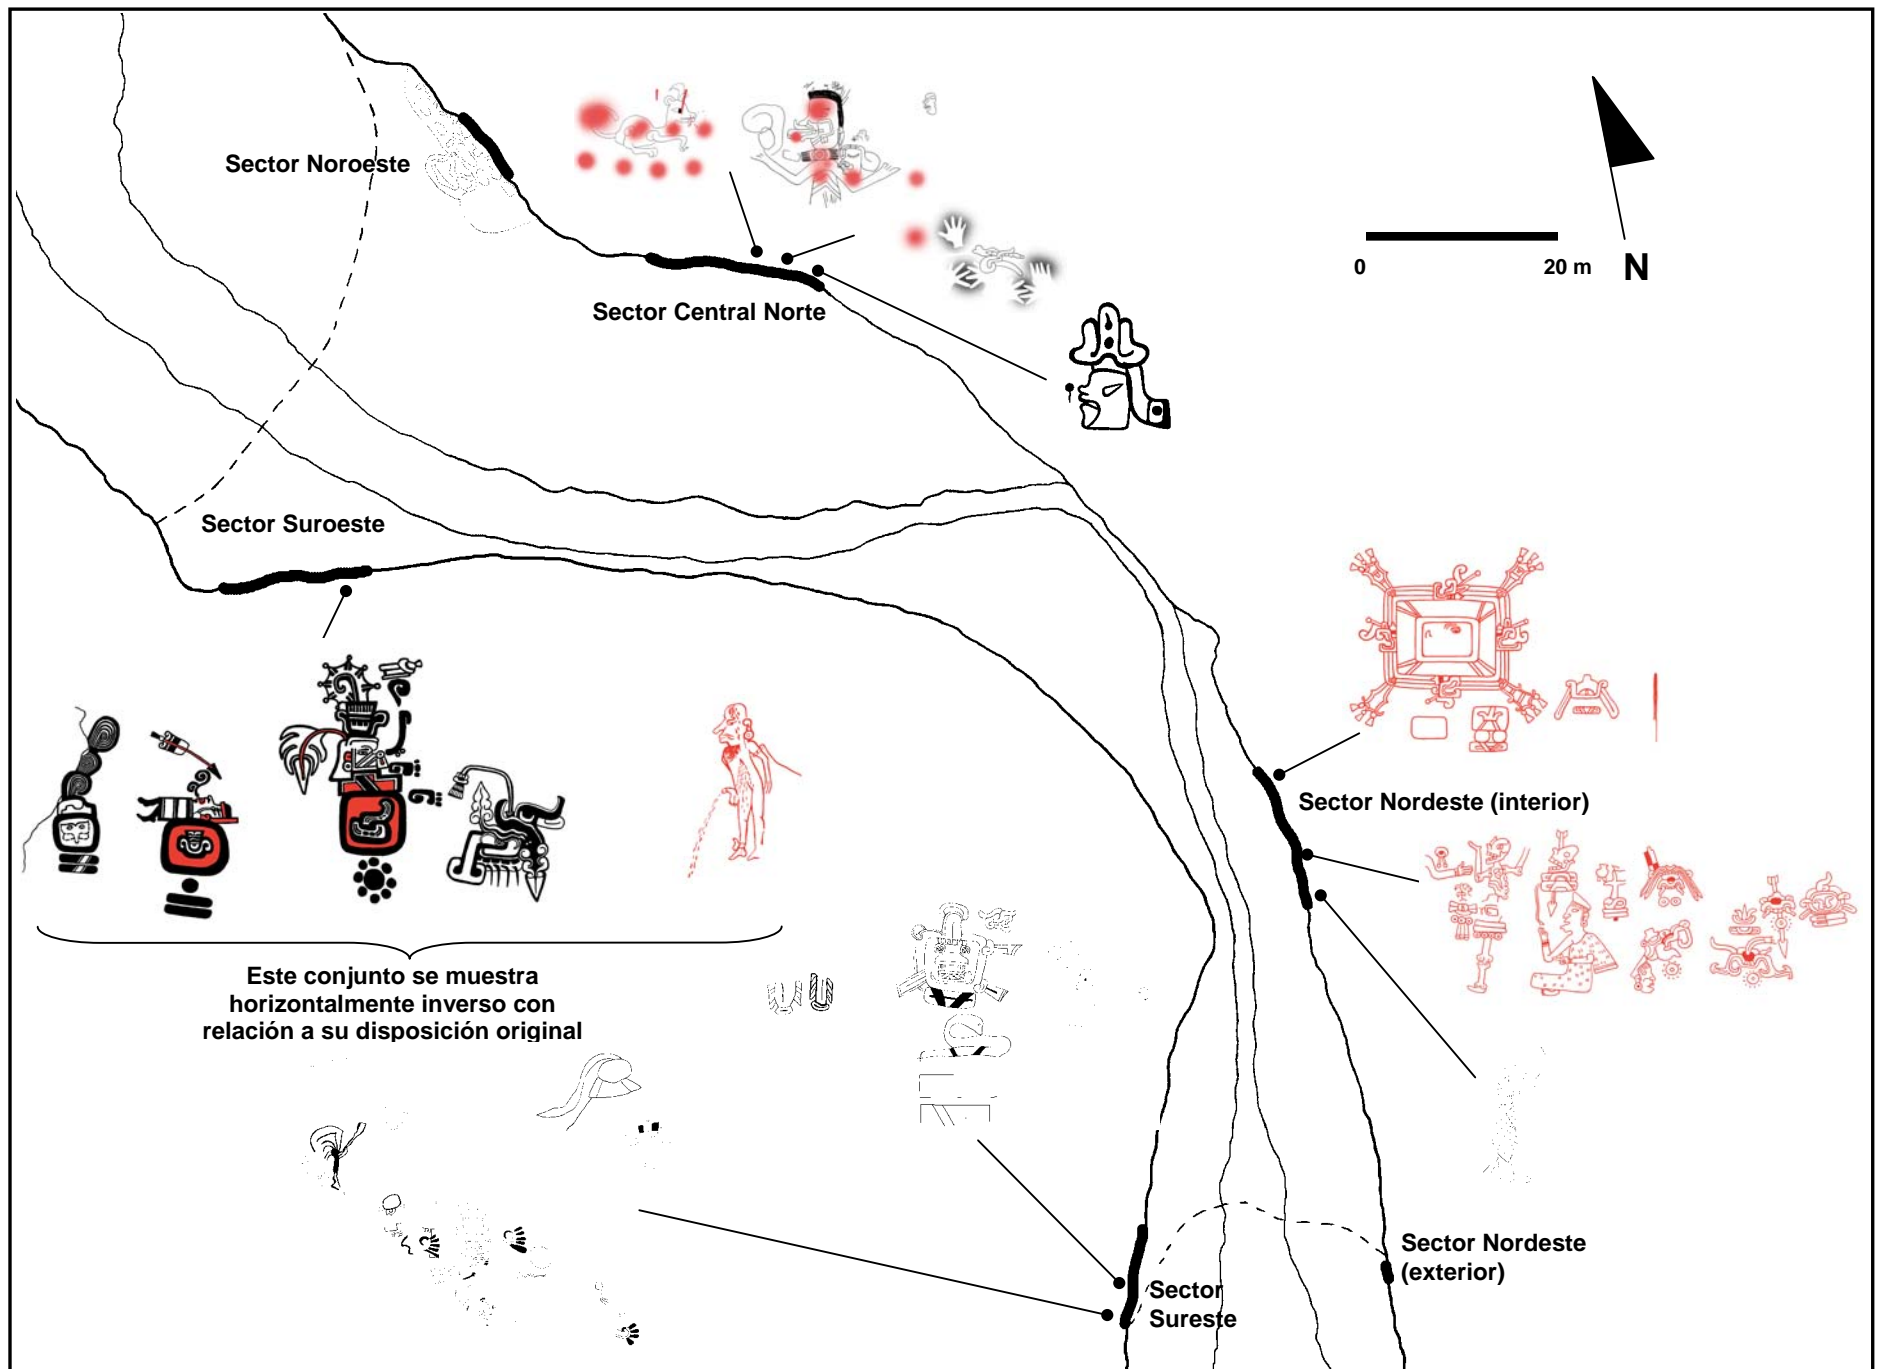 Sector Noroeste
0
20 m
N
Sector Central Norte
Sector Suroeste
Sector Nordeste (interior)
Este conjunto se muestra
horizontalmente inverso con
relación a su disposición original
Sector Nordeste
(exterior)
Sector
Sureste